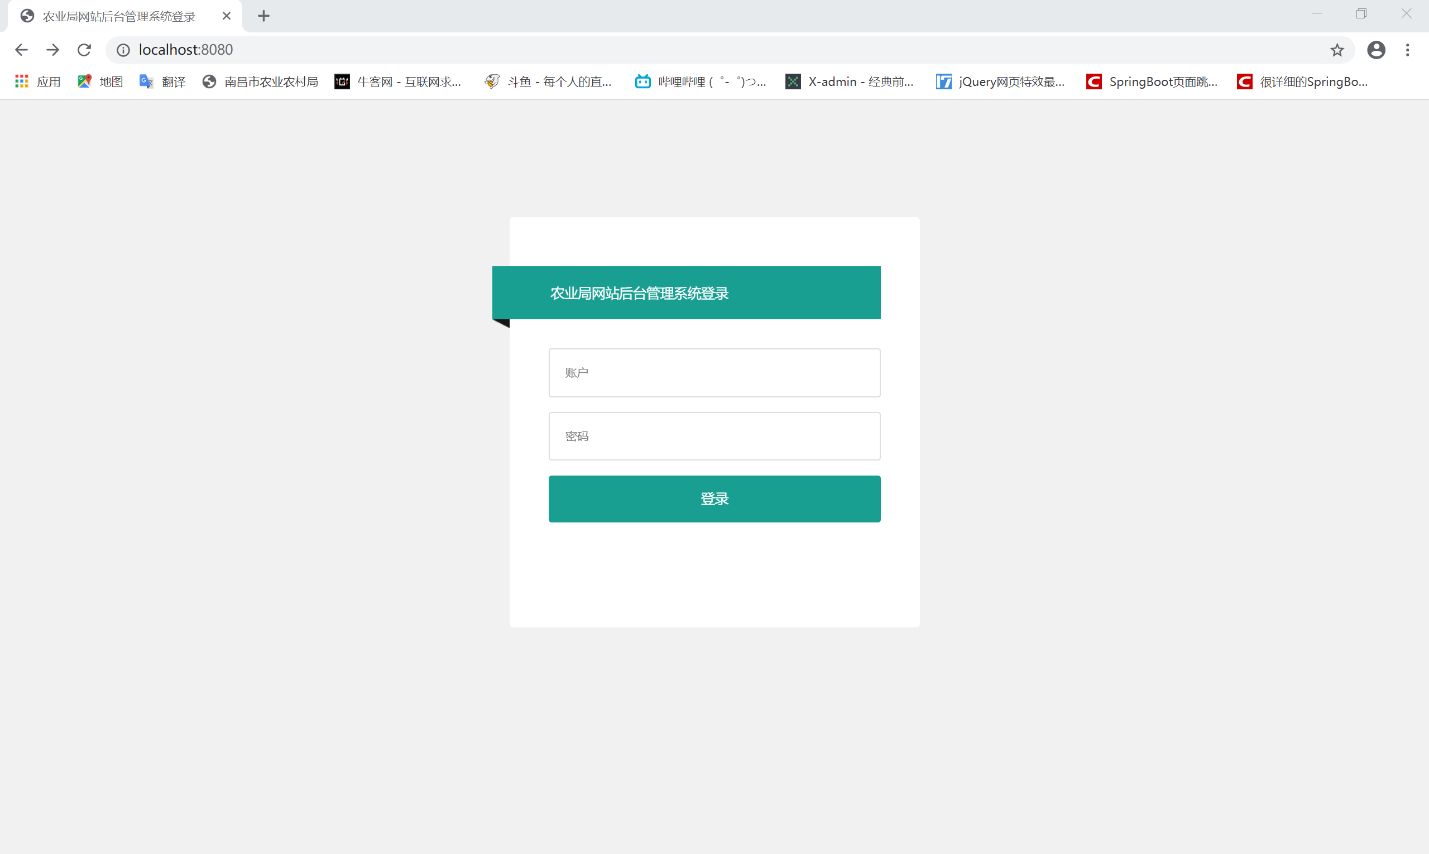 农业局网站后台管理系统登录
localhost:8080
应用 地图 翻译 南昌市农业农村局 牛客网 - 互联网求... 斗鱼 - 每个人的直... 哔哩哔哩 (゜-゜)つ... X-admin - 经典前... jQuery网页特效最... SpringBoot页面跳... 很详细的SpringBo...
农业局网站后台管理系统登录
账户
密码
登录